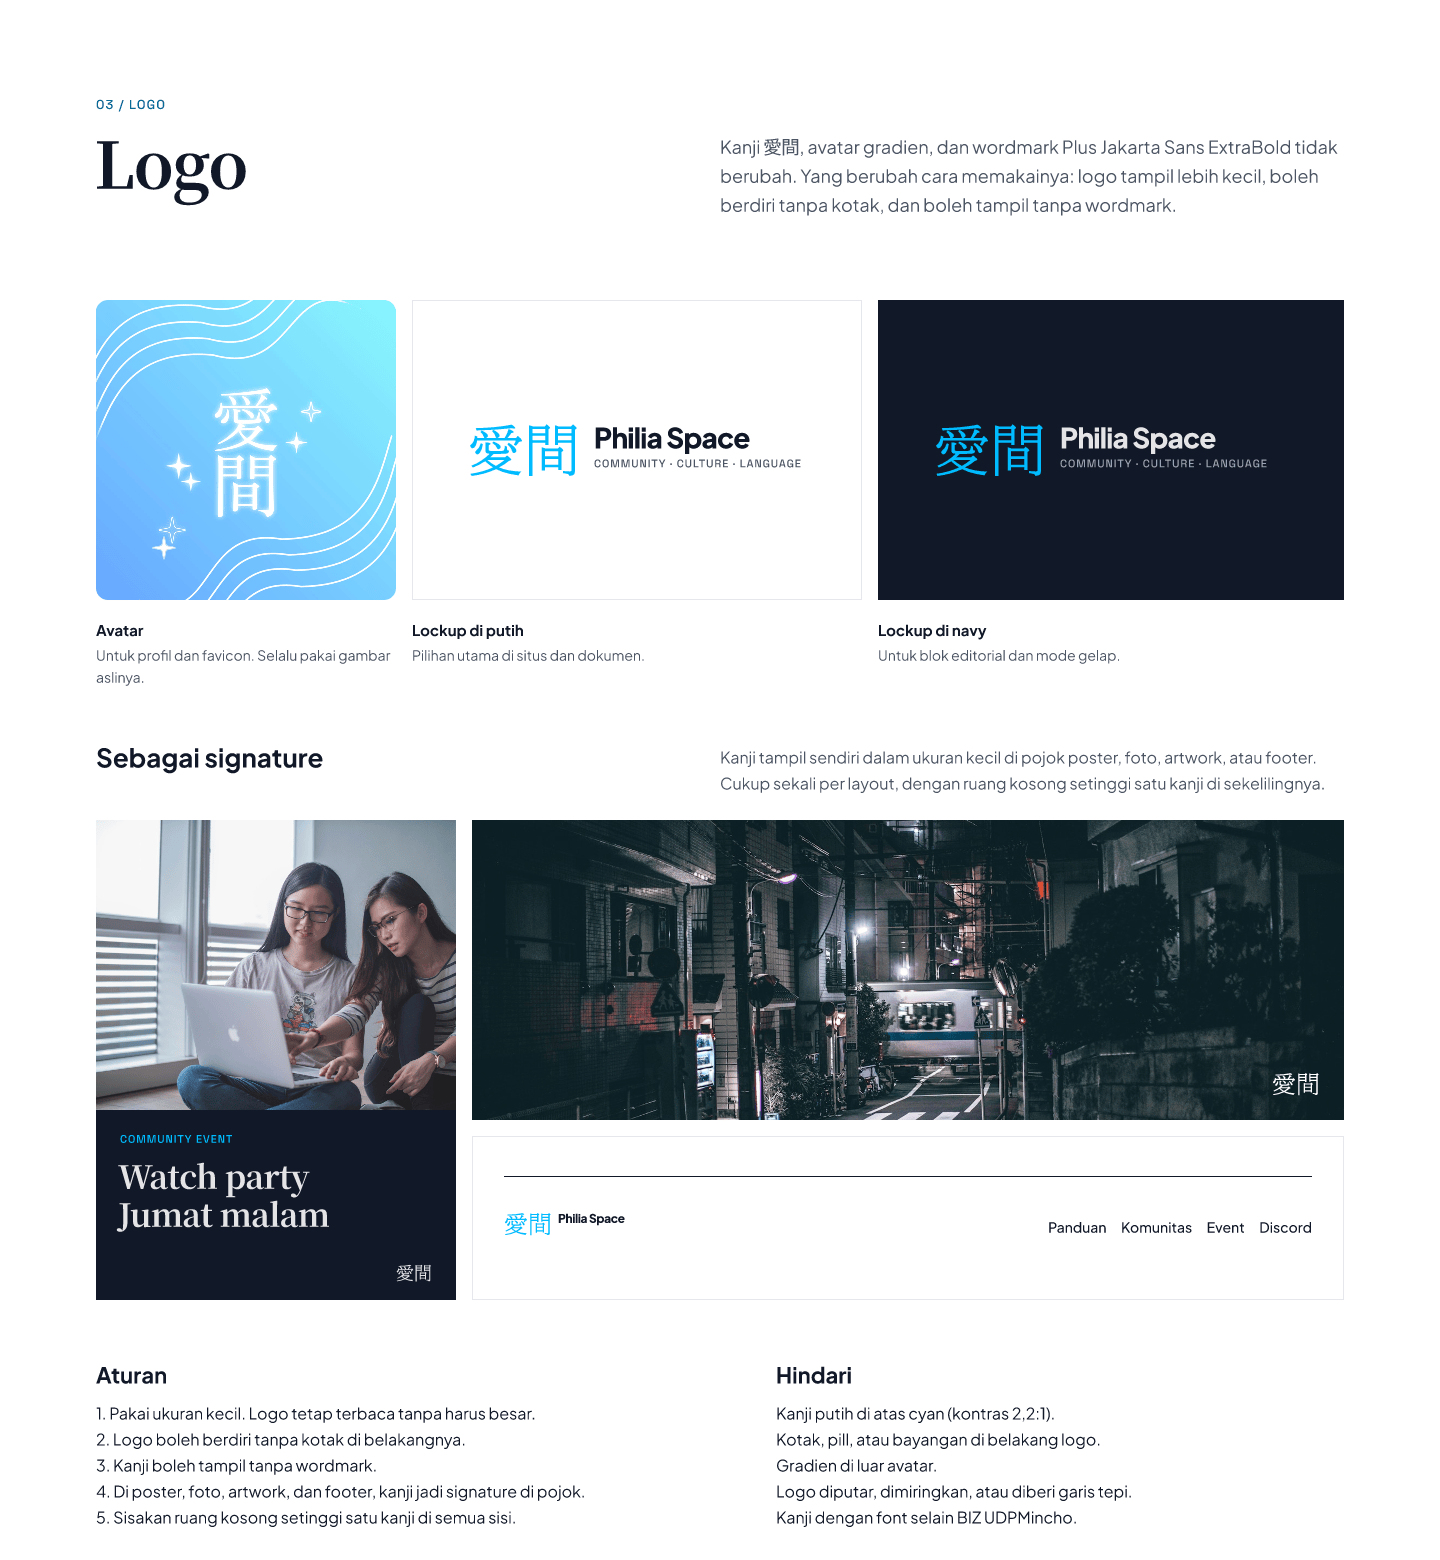 03 / LOGO
Logo
Kanji 愛間, avatar gradien, dan wordmark Plus Jakarta Sans ExtraBold tidak
berubah. Yang berubah cara memakainya: logo tampil lebih kecil, boleh
berdiri tanpa kotak, dan boleh tampil tanpa wordmark.
愛
間
愛間 Philia Space
COMMUNITY · CULTURE · LANGUAGE
愛間 Philia Space
COMMUNITY · CULTURE · LANGUAGE
Avatar
Untuk profil dan favicon. Selalu pakai gambar
aslinya.
Lockup di putih
Pilihan utama di situs dan dokumen.
Lockup di navy
Untuk blok editorial dan mode gelap.
Sebagai signature
Kanji tampil sendiri dalam ukuran kecil di pojok poster, foto, artwork, atau footer.
Cukup sekali per layout, dengan ruang kosong setinggi satu kanji di sekelilingnya.
COMMUNITY EVENT
Watch party
Jumat malam
愛間
愛間
愛間 Philia Space
Panduan Komunitas Event Discord
Aturan
1. Pakai ukuran kecil. Logo tetap terbaca tanpa harus besar.
2. Logo boleh berdiri tanpa kotak di belakangnya.
3. Kanji boleh tampil tanpa wordmark.
4. Di poster, foto, artwork, dan footer, kanji jadi signature di pojok.
5. Sisakan ruang kosong setinggi satu kanji di semua sisi.
Hindari
Kanji putih di atas cyan (kontras 2,2:1).
Kotak, pill, atau bayangan di belakang logo.
Gradien di luar avatar.
Logo diputar, dimiringkan, atau diberi garis tepi.
Kanji dengan font selain BIZ UDPMincho.